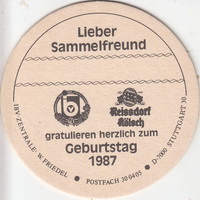 Lieber
Sammelfreund
Reissdorf
Kölsch
gratulieren herzlich zum
Geburtstag
1987
IBV-ZENTRALE · W. FRIEDEL • POSTFACH 30 04 05 • D-7000 STUTTGART 30